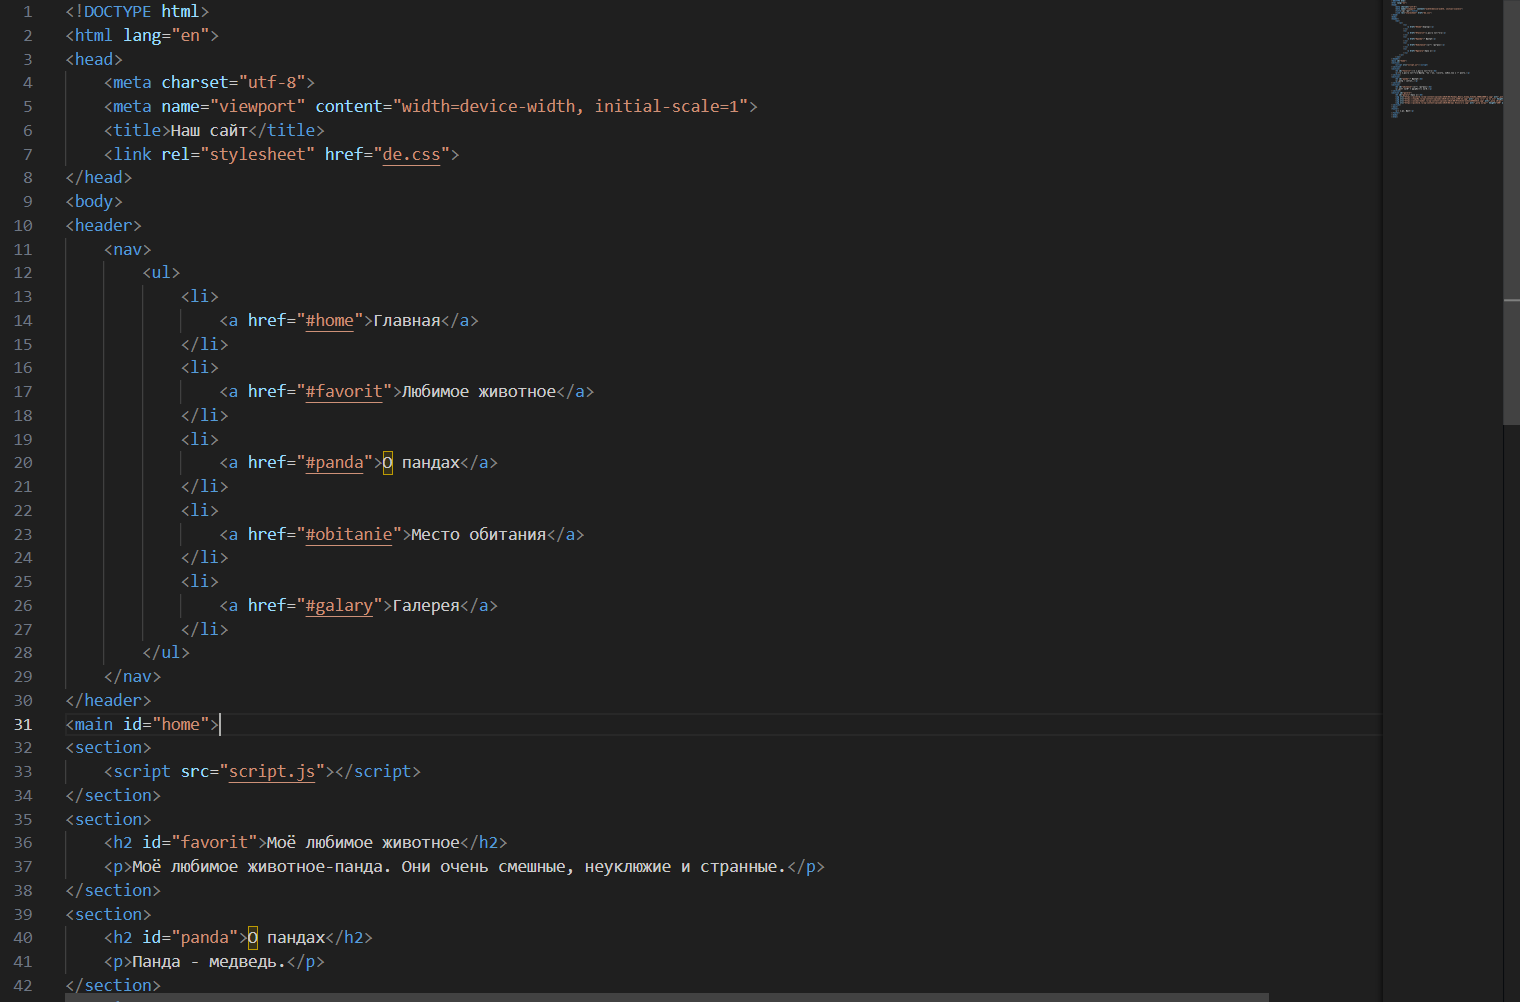 1 <!DOCTYPE html>
2 <html lang="en">
3 <head>
4 <meta charset="utf-8">
5 <meta name="viewport" content="width=device-width, initial-scale=1">
6 <title>Наш сайт</title>
7 <link rel="stylesheet" href="de.css">
8 </head>
9 <body>
10 <header>
11 <nav>
12 <ul>
13 <li>
14 <a href="#home">Главная</a>
15 </li>
16 <li>
17 <a href="#favorit">Любимое животное</a>
18 </li>
19 <li>
20 <a href="#panda">О пандах</a>
21 </li>
22 <li>
23 <a href="#obitanie">Место обитания</a>
24 </li>
25 <li>
26 <a href="#galary">Галерея</a>
27 </li>
28 </ul>
29 </nav>
30 </header>
31 <main id="home">
32 <section>
33 <script src="script.js"></script>
34 </section>
35 <section>
36 <h2 id="favorit">Моё любимое животное</h2>
37 <p>Моё любимое животное-панда. Они очень смешные, неуклюжие и странные.</p>
38 </section>
39 <section>
40 <h2 id="panda">О пандах</h2>
41 <p>Панда - медведь.</p>
42 </section>